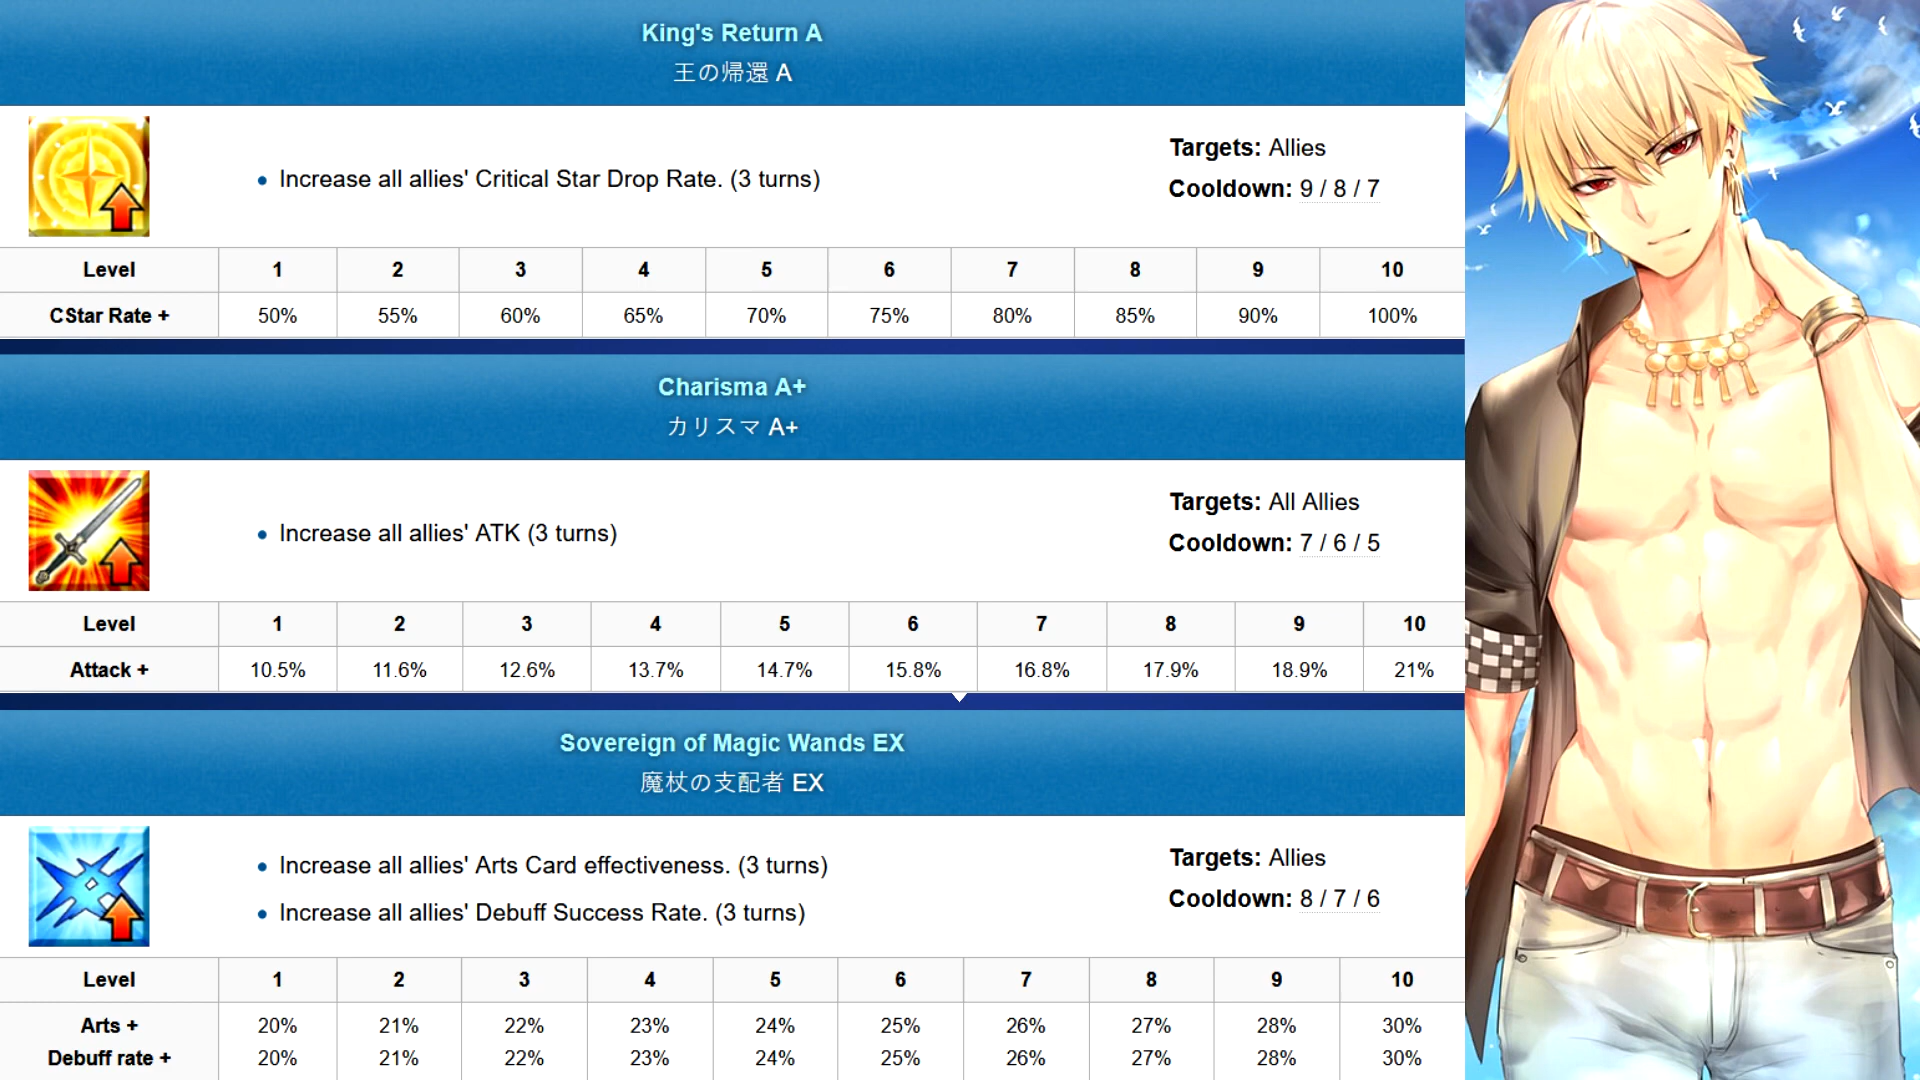 King's Return A
王の帰還 A
• Increase all allies' Critical Star Drop Rate. (3 turns)
Targets: Allies
Cooldown: 9 / 8 / 7
Level 1 2 3 4 5 6 7 8 9 10
CStar Rate + 50% 55% 60% 65% 70% 75% 80% 85% 90% 100%
Charisma A+
カリスマ A+
• Increase all allies' ATK (3 turns)
Targets: All Allies
Cooldown: 7 / 6 / 5
Level 1 2 3 4 5 6 7 8 9 10
Attack + 10.5% 11.6% 12.6% 13.7% 14.7% 15.8% 16.8% 17.9% 18.9% 21%
Sovereign of Magic Wands EX
魔杖の支配者 EX
• Increase all allies' Arts Card effectiveness. (3 turns)
• Increase all allies' Debuff Success Rate. (3 turns)
Targets: Allies
Cooldown: 8 / 7 / 6
Level 1 2 3 4 5 6 7 8 9 10
Arts + 20% 21% 22% 23% 24% 25% 26% 27% 28% 30%
Debuff rate + 20% 21% 22% 23% 24% 25% 26% 27% 28% 30%